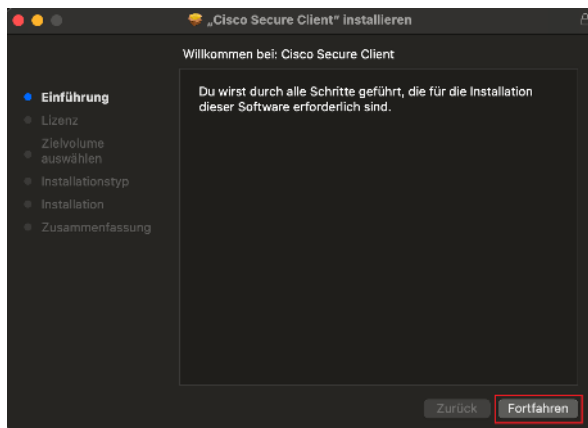 „Cisco Secure Client“ installieren
Willkommen bei: Cisco Secure Client
Einführung
Lizenz
Zielvolume
auswählen
Installationstyp
Installation
Zusammenfassung
Du wirst durch alle Schritte geführt, die für die Installation
dieser Software erforderlich sind.
Zurück
Fortfahren